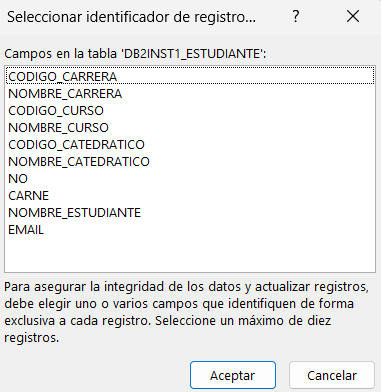 Seleccionar identificador de registro...
Campos en la tabla 'DB2INST1_ESTUDIANTE':
CODIGO_CARRERA
NOMBRE_CARRERA
CODIGO_CURSO
NOMBRE_CURSO
CODIGO_CATEDRATICO
NOMBRE_CATEDRATICO
NO
CARNE
NOMBRE_ESTUDIANTE
EMAIL
Para asegurar la integridad de los datos y actualizar registros,
debe elegir uno o varios campos que identifiquen de forma
exclusiva a cada registro. Seleccione un máximo de diez
registros.
Aceptar
Cancelar